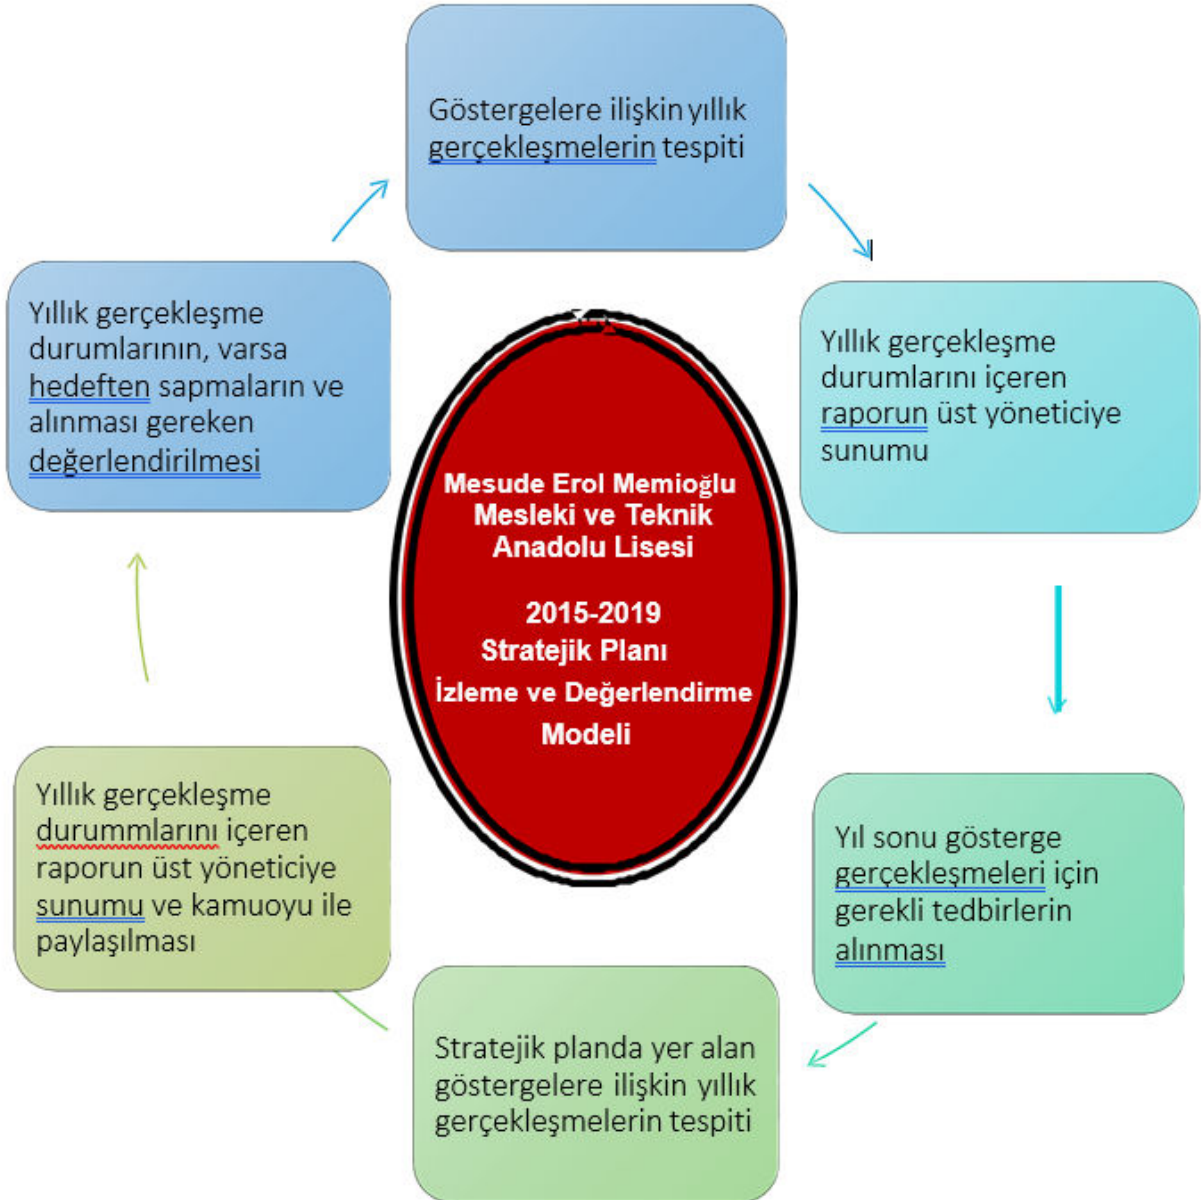 Göstergelere ilişkin yıllık
gerçekleşmelerin tespiti
Yıllık gerçekleşme
durumlarını içeren
raporun üst yöneticiye
sunumu
Yıl sonu gösterge
gerçekleşmeleri için
gerekli tedbirlerin
alınması
Stratejik planda yer alan
göstergelere ilişkin yıllık
gerçekleşmelerin tespiti
Yıllık gerçekleşme
durummlarını içeren
raporun üst yöneticiye
sunumu ve kamuoyu ile
paylaşılması
Yıllık gerçekleşme
durumlarının, varsa
hedeften sapmaların ve
alınması gereken
değerlendirilmesi
Mesude Erol Memioğlu
Mesleki ve Teknik
Anadolu Lisesi
2015-2019
Stratejik Planı
İzleme ve Değerlendirme
Modeli